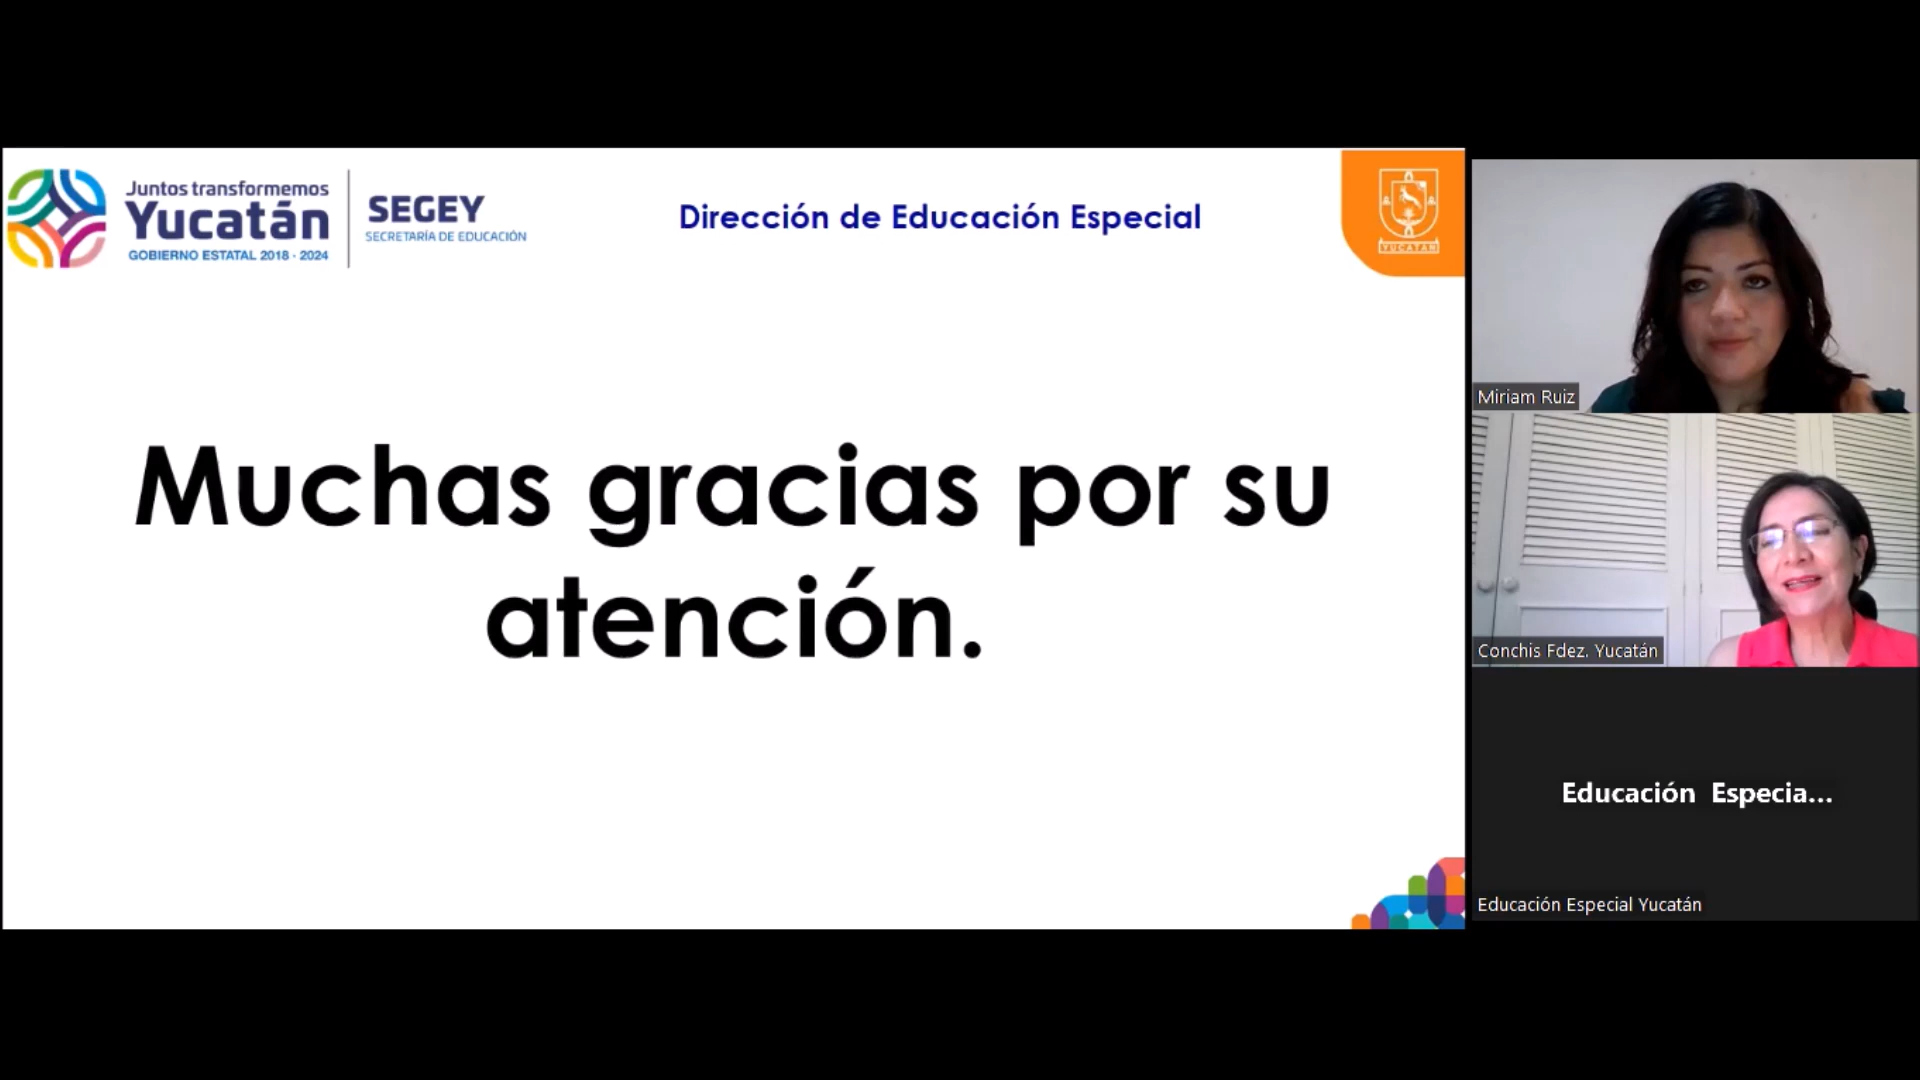 Juntos transformemos
Yucatán
GOBIERNO ESTATAL 2018 · 2024
SEGEY
SECRETARÍA DE EDUCACIÓN
Dirección de Educación Especial
YUCATÁN
Muchas gracias por su
atención.
Miriam Ruiz
Conchis Fdez. Yucatán
Educación Especia...
Educación Especial Yucatán